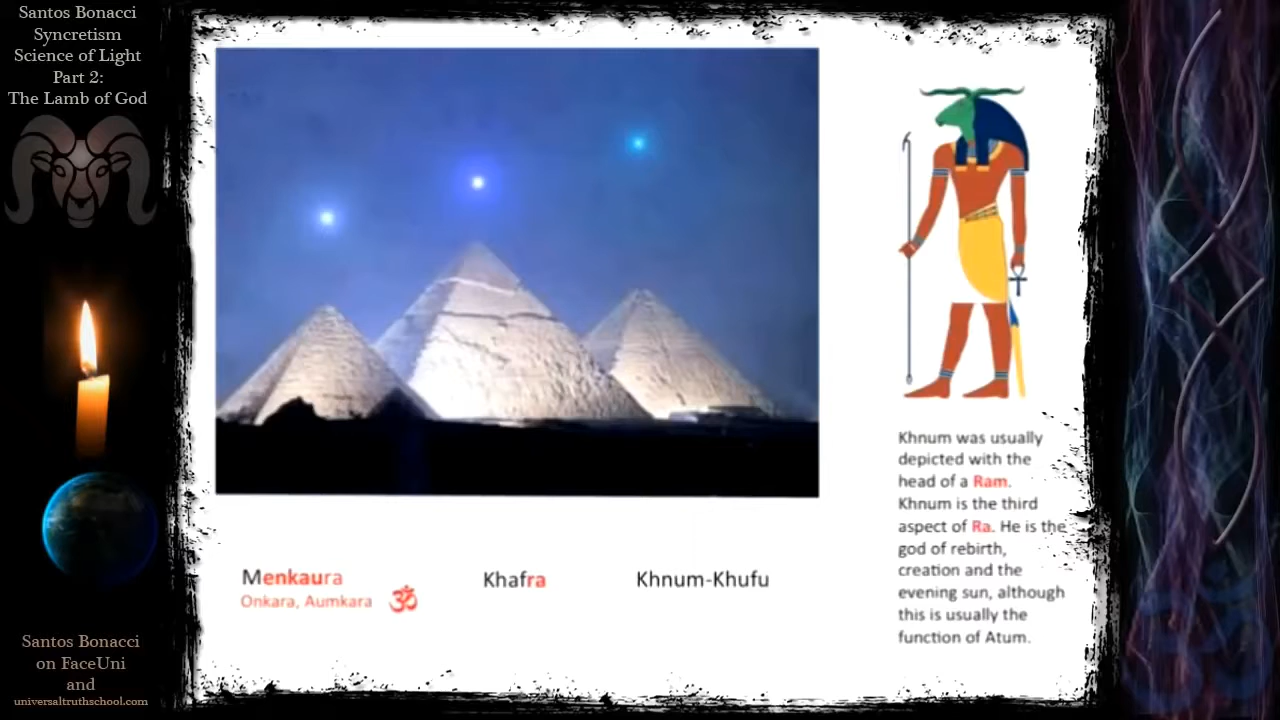 Santos Bonacci
Syncretism
Science of Light
Part 2:
The Lamb of God
Menkaura
Onkara, Aumkara ॐ
Khafra
Khnum-Khufu
Khnum was usually
depicted with the
head of a Ram.
Khnum is the third
aspect of Ra. He is the
god of rebirth,
creation and the
evening sun, although
this is usually the
function of Atum.
Santos Bonacci
on FaceUni
and
universaltruthschool.com